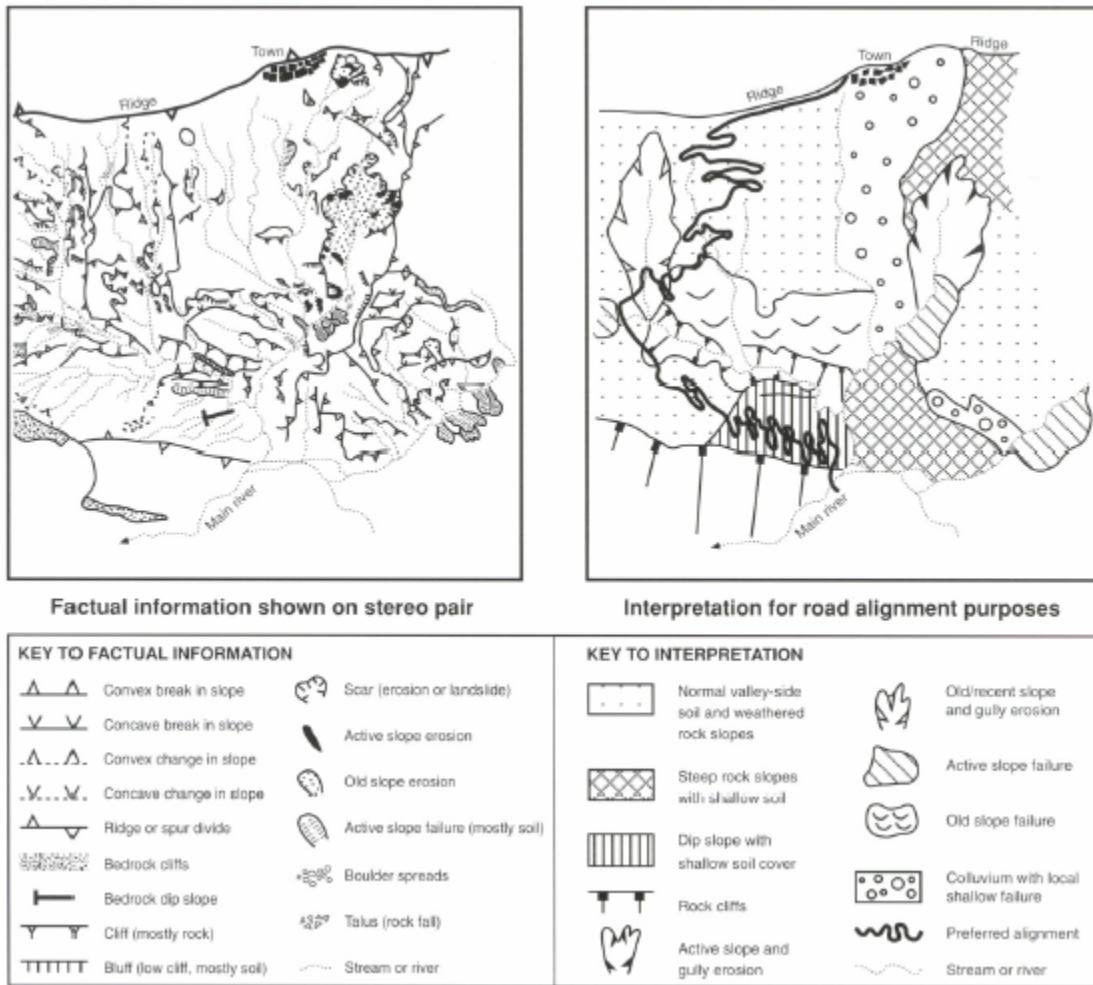 Town
Ridge
Main river
Ridge
Town
Ridge
Main river
Factual information shown on stereo pair
Interpretation for road alignment purposes
KEY TO FACTUAL INFORMATION
Convex break in slope
Concave break in slope
Convex change in slope
Concave change in slope
Ridge or spur divide
Bedrock cliffs
Bedrock dip slope
Cliff (mostly rock)
Bluff (low cliff, mostly soil)
Scar (erosion or landslide)
Active slope erosion
Old slope erosion
Active slope failure (mostly soil)
Boulder spreads
Talus (rock fall)
Stream or river
KEY TO INTERPRETATION
Normal valley-side
soil and weathered
rock slopes
Steep rock slopes
with shallow soil
Dip slope with
shallow soil cover
Rock cliffs
Active slope and
gully erosion
Old/recent slope
and gully erosion
Active slope failure
Old slope failure
Colluvium with local
shallow failure
Preferred alignment
Stream or river